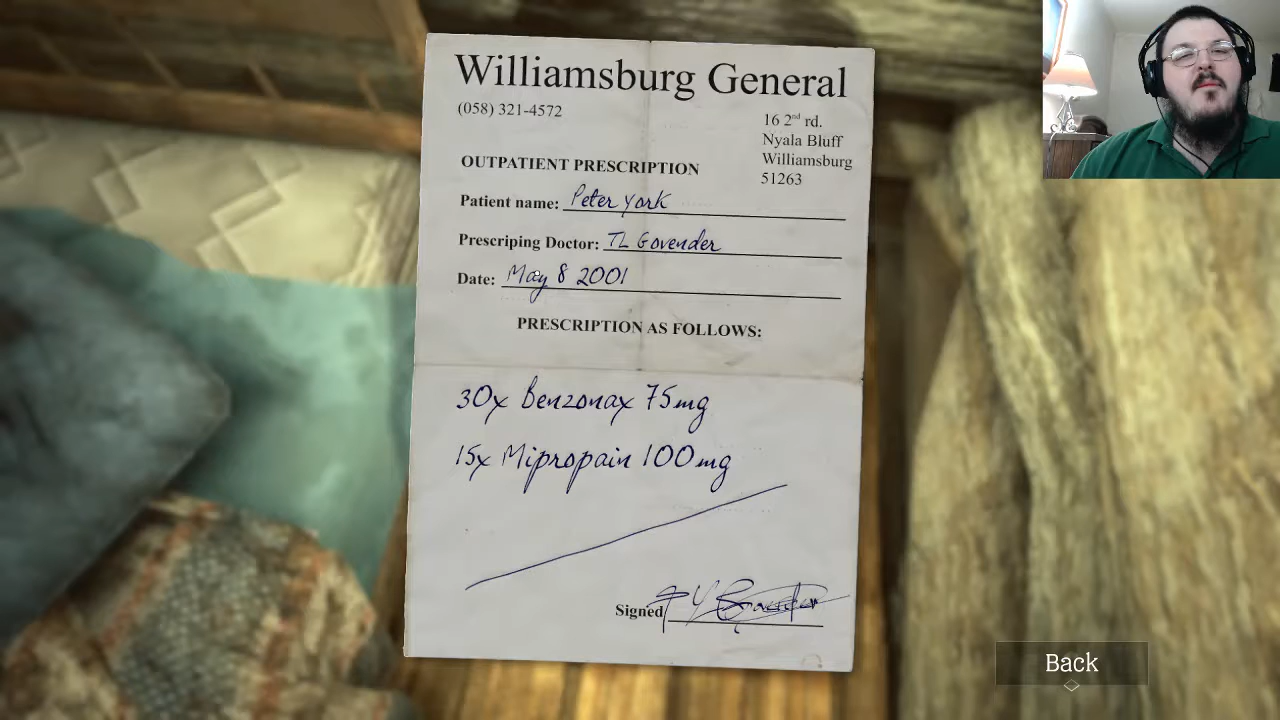 Williamsburg General
(058) 321-4572
16 2nd rd.
Nyala Bluff
Williamsburg
51263
OUTPATIENT PRESCRIPTION
Patient name: Peter York
Prescriping Doctor: TL Govender
Date: May 8 2001
PRESCRIPTION AS FOLLOWS:
30x Benzonax 75mg
15x Mipropain 100mg
Signed
Back